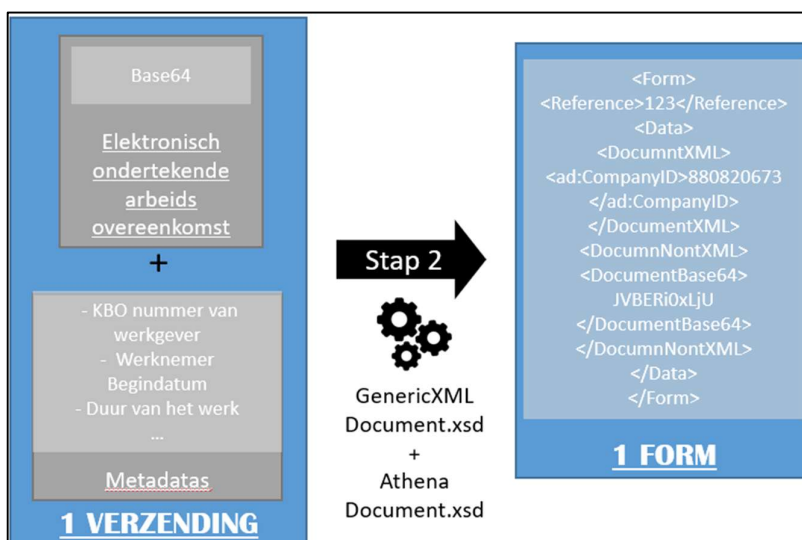 Base64
Elektronisch
ondertekende
arbeids
overeenkomst
+
- KBO nummer van
werkgever
- Werknemer
Begindatum
- Duur van het werk
...
Metadatas
1 VERZENDING
Stap 2
GenericXML
Document.xsd
+
Athena
Document.xsd
<Form>
<Reference>123</Reference>
<Data>
<DocumntXML>
<ad:CompanyID>880820673
</ad:CompanyID>
</DocumentXML>
<DocumnNontXML>
<DocumentBase64>
JVBERi0xLjU
</DocumentBase64>
</DocumnNontXML>
</Data>
</Form>
1 FORM